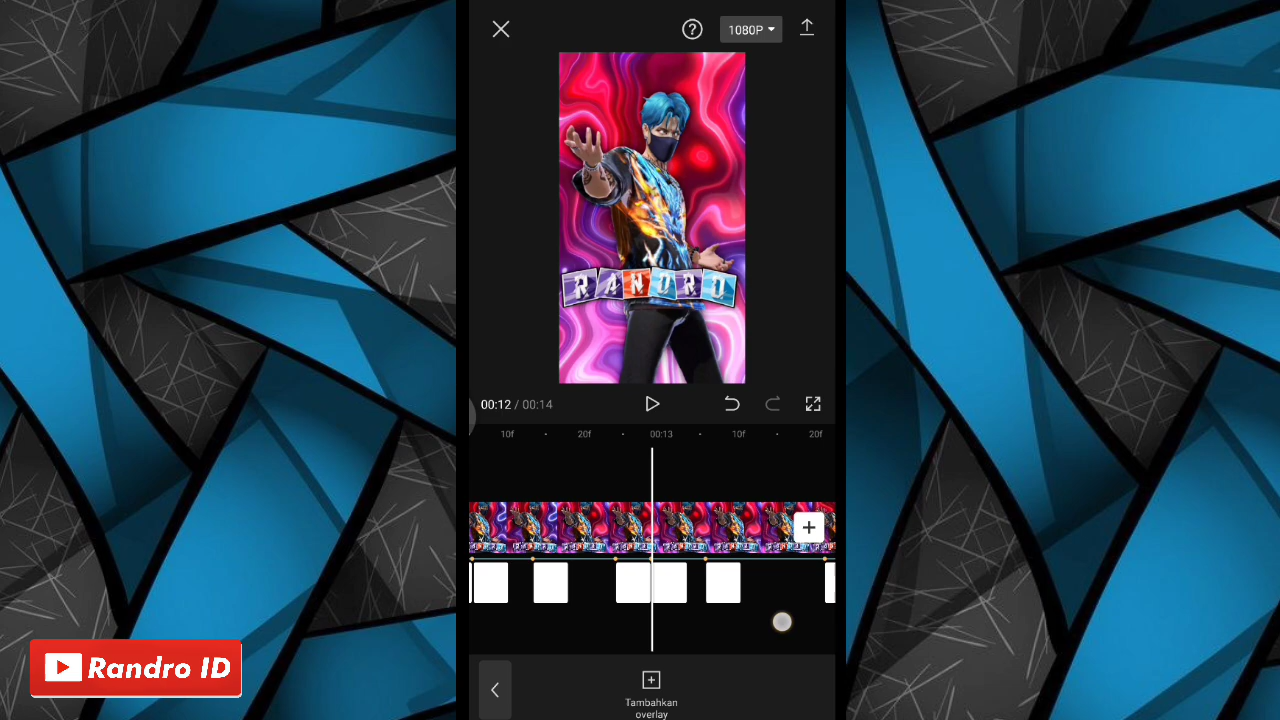 1080P
RANDRO
00:12 / 00:14
10f
20f
00:13
10f
20f
Tambahkan
overlay
Randro ID